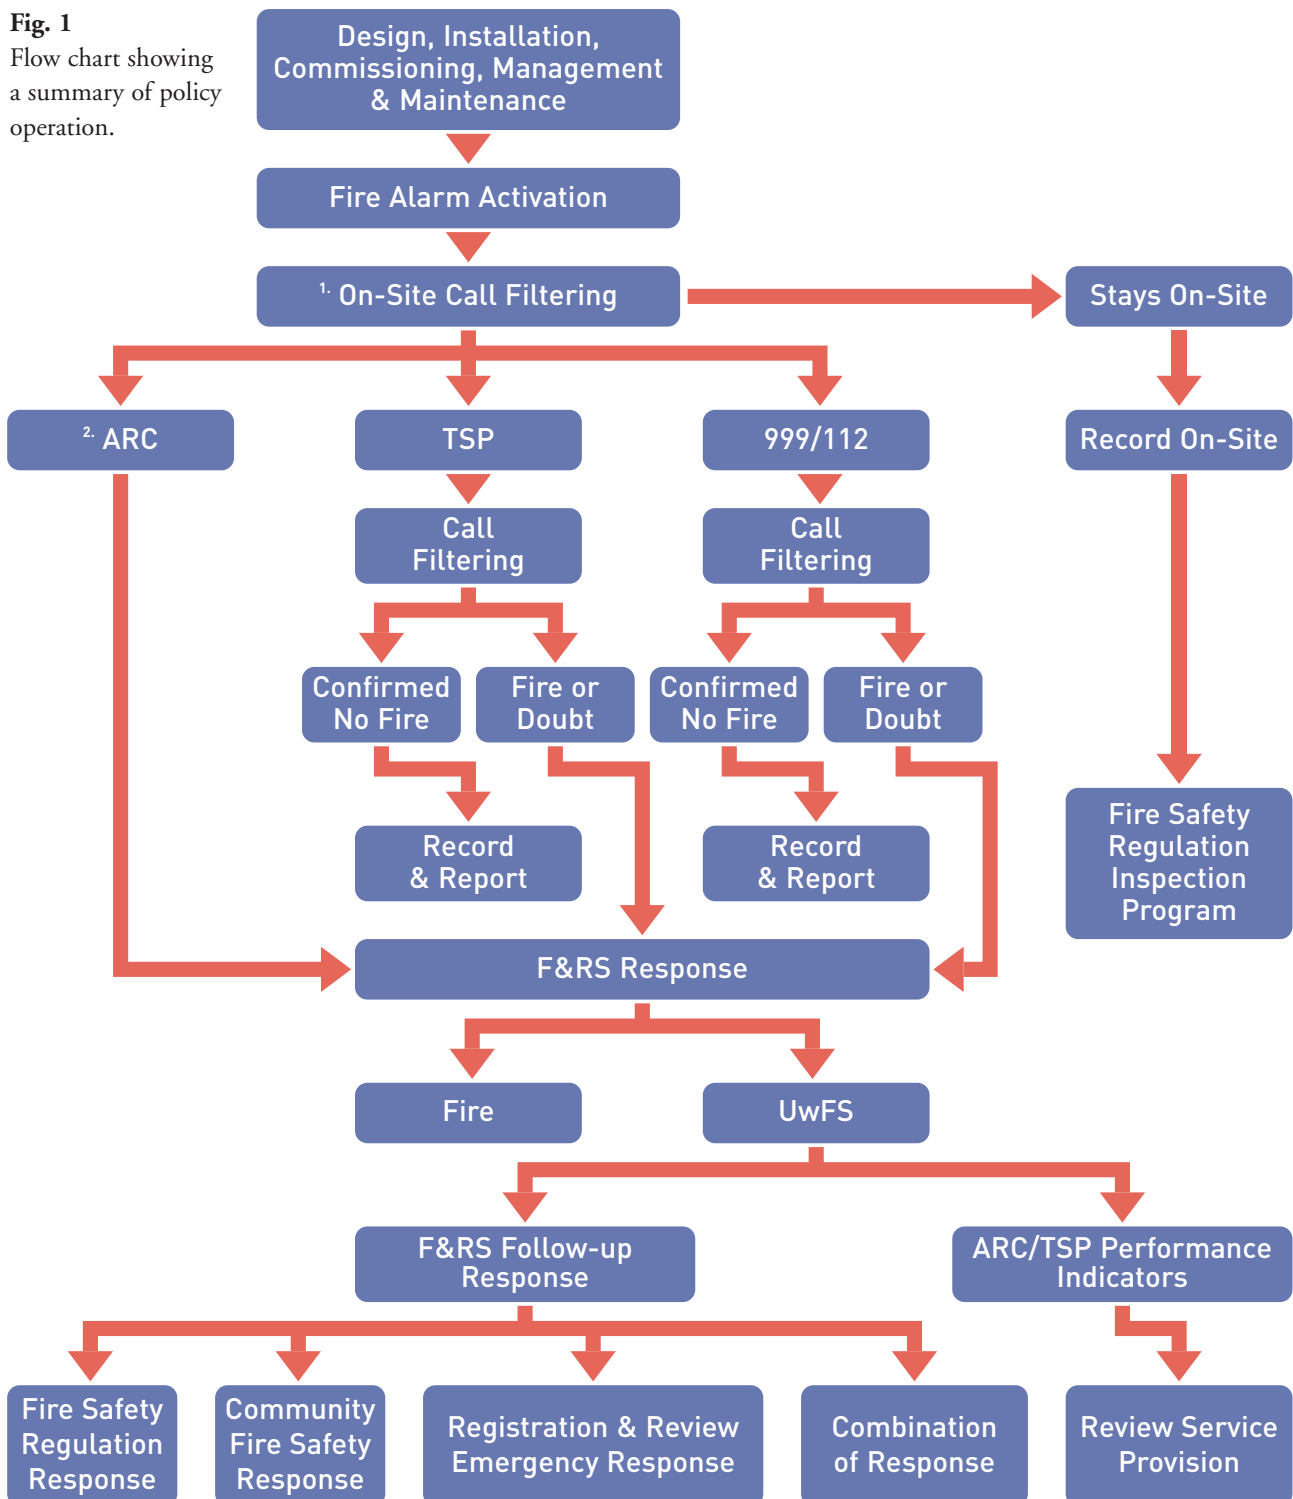 Fig. 1
Flow chart showing
a summary of policy
operation.
Design, Installation,
Commissioning, Management
& Maintenance
Fire Alarm Activation
1. On-Site Call Filtering
Stays On-Site
2. ARC
TSP
999/112
Record On-Site
Call
Filtering
Call
Filtering
Confirmed
No Fire
Fire or
Doubt
Confirmed
No Fire
Fire or
Doubt
Record
& Report
Record
& Report
Fire Safety
Regulation
Inspection
Program
F&RS Response
Fire
UwFS
F&RS Follow-up
Response
ARC/TSP Performance
Indicators
Fire Safety
Regulation
Response
Community
Fire Safety
Response
Registration & Review
Emergency Response
Combination
of Response
Review Service
Provision